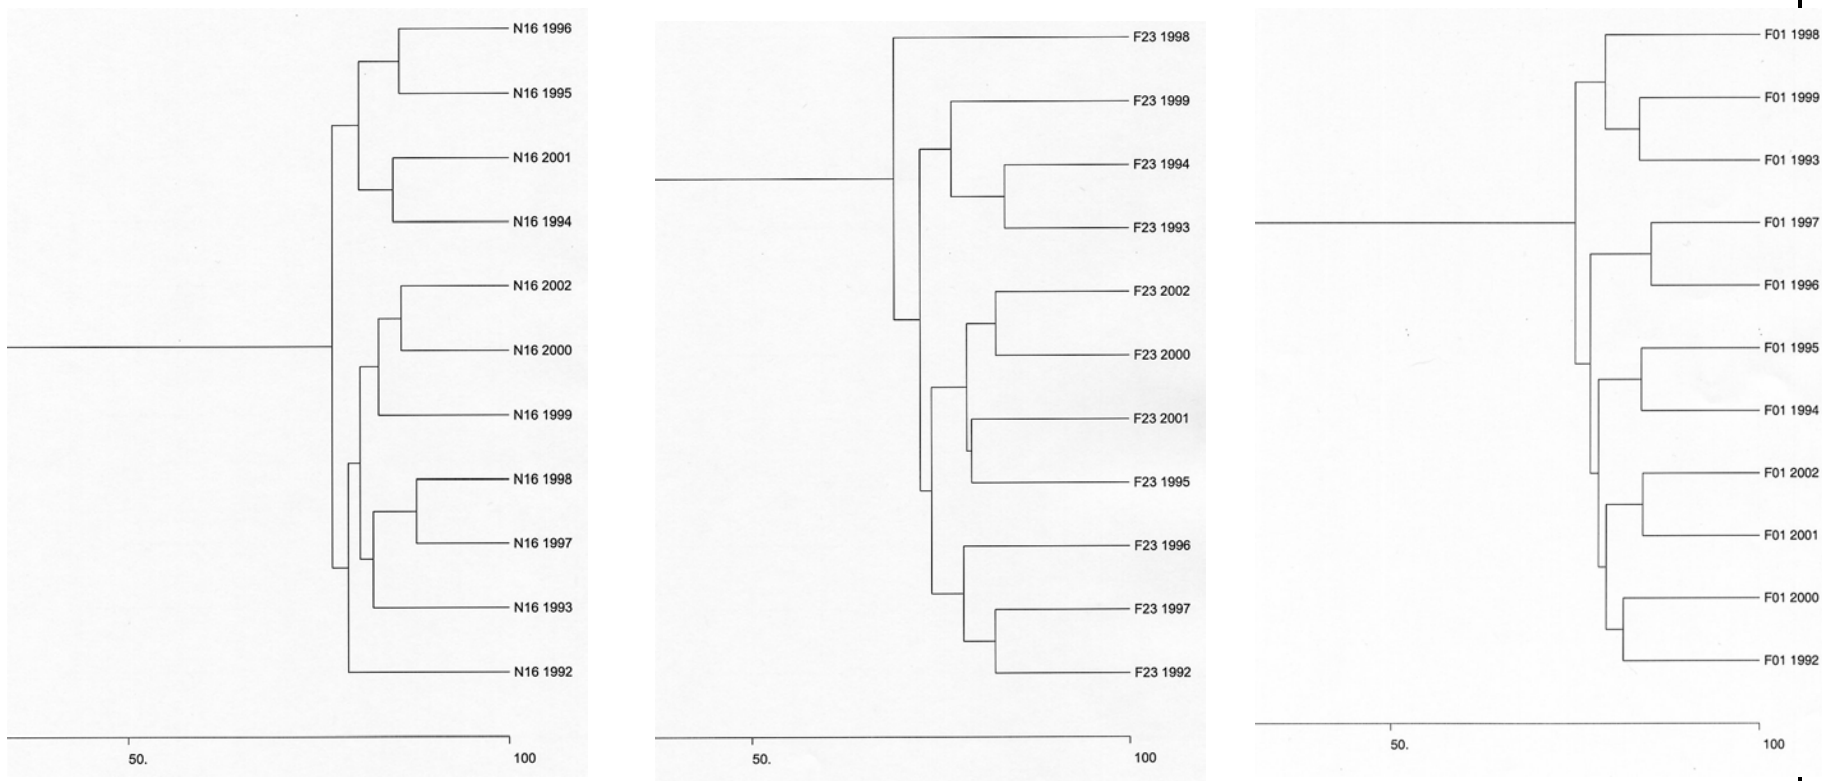 N16 1996
N16 1995
N16 2001
N16 1994
N16 2002
N16 2000
N16 1999
N16 1998
N16 1997
N16 1993
N16 1992
50.
100
F23 1998
F23 1999
F23 1994
F23 1993
F23 2002
F23 2000
F23 2001
F23 1995
F23 1996
F23 1997
F23 1992
50.
100
F01 1998
F01 1999
F01 1993
F01 1997
F01 1996
F01 1995
F01 1994
F01 2002
F01 2001
F01 2000
F01 1992
50.
100